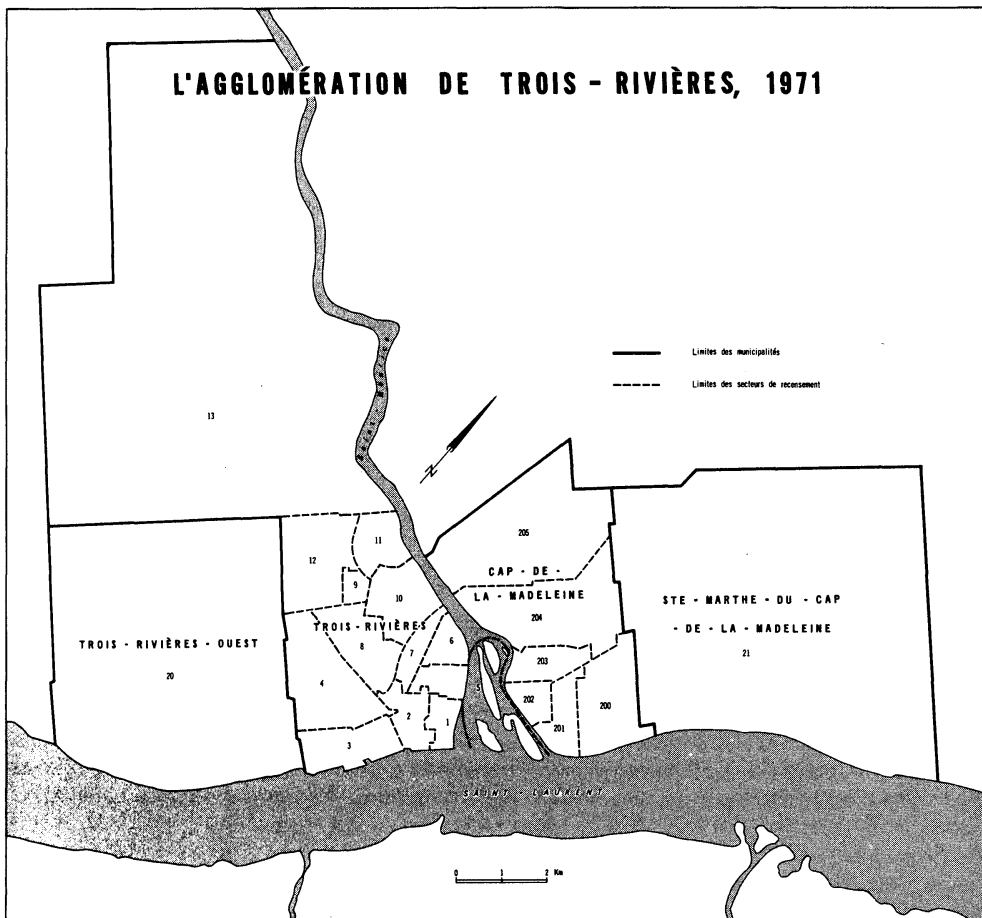 L'AGGLOMÉRATION DE TROIS - RIVIÈRES, 1971
Limites des municipalités
Limites des secteurs de recensement
13
N
205
11
12
CAP - DE -
9
10
LA - MADELEINE
STE - MARTHE - DU - CAP
204
TROIS - RIVIÈRES
- DE - LA - MADELEINE
TROIS - RIVIÈRES - OUEST
8
6
7
21
203
20
4
5
202
200
2
1
201
3
SAINT - LAURENT
0 1 2 Km